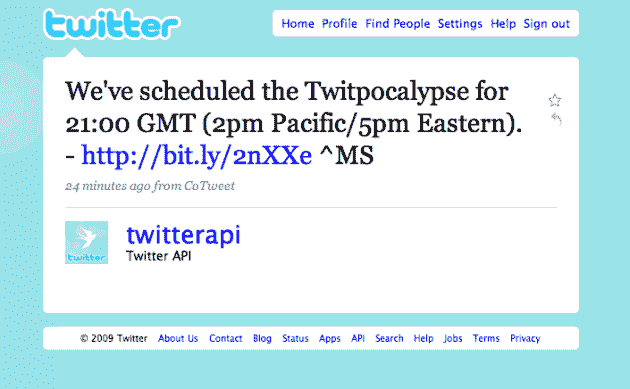 twitter
Home Profile Find People Settings Help Sign out
We've scheduled the Twitpocalypse for
21:00 GMT (2pm Pacific/5pm Eastern).
- http://bit.ly/2nXXe ^MS
24 minutes ago from CoTweet
twitter
twitterapi
Twitter API
© 2009 Twitter About Us Contact Blog Status Apps API Search Help Jobs Terms Privacy